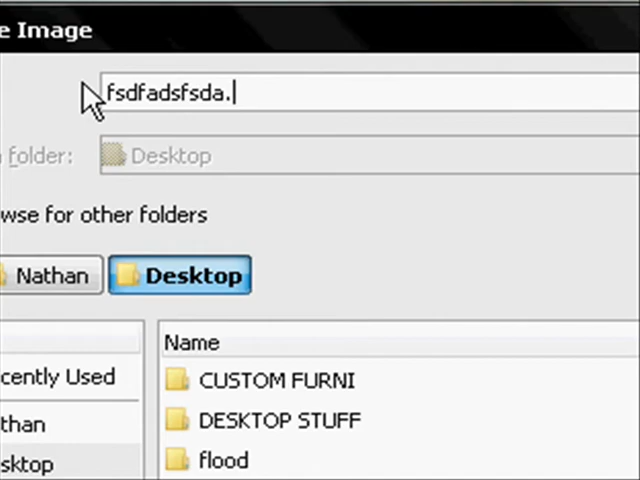 e Image
fsdfadsfsda.
folder: Desktop
wse for other folders
Nathan Desktop
Name
cently Used CUSTOM FURNI
than DESKTOP STUFF
sktop flood